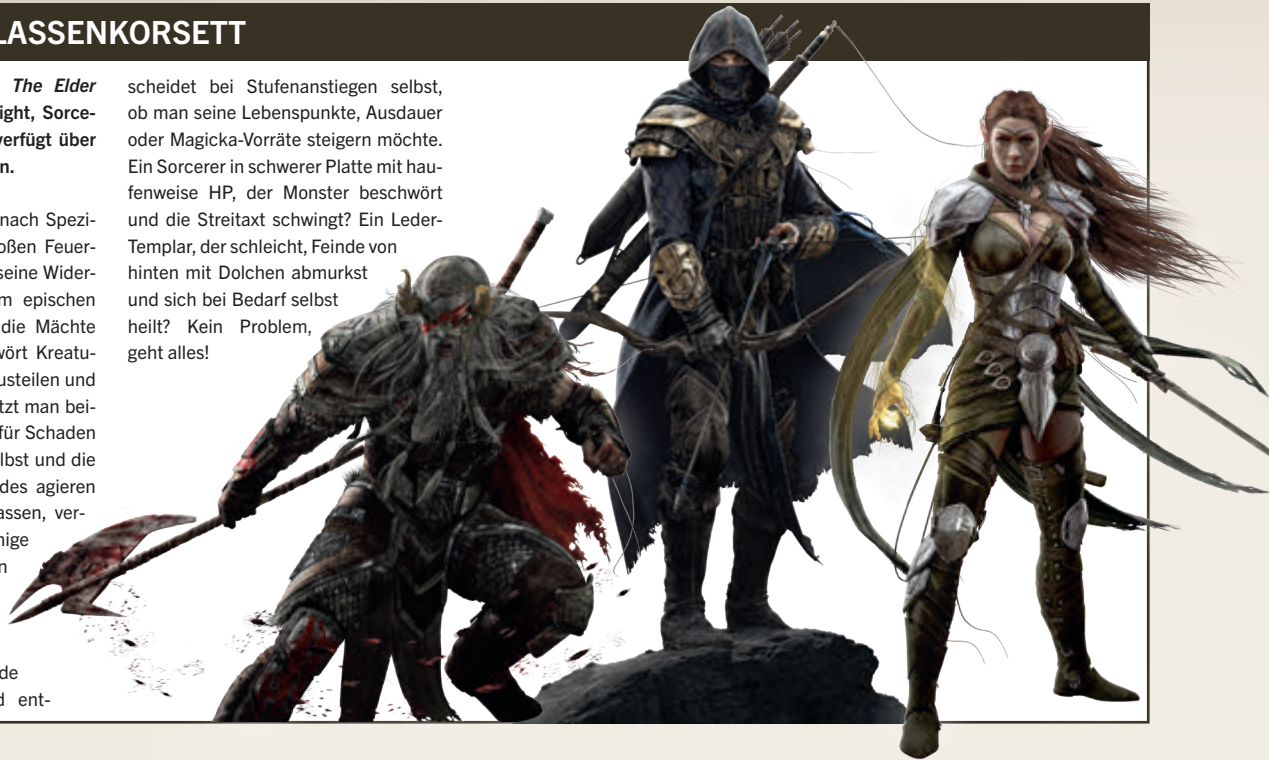 LASSENKORSETT
The Elder
ight, Sorce-
verfügt über
n.
nach Spezi-
oßen Feuer-
seine Wider-
m epischen
die Mächte
wört Kreatu-
usteilen und
tzt man bei-
für Schaden
lbst und die
des agieren
assen, ver-
nige
n
de
d ent-
scheidet bei Stufenanstiegen selbst,
ob man seine Lebenspunkte, Ausdauer
oder Magicka-Vorräte steigern möchte.
Ein Sorcerer in schwerer Platte mit hau-
fenweise HP, der Monster beschwört
und die Streitaxt schwingt? Ein Leder-
Templar, der schleicht, Feinde von
hinten mit Dolchen abmurkst
und sich bei Bedarf selbst
heilt? Kein Problem,
geht alles!